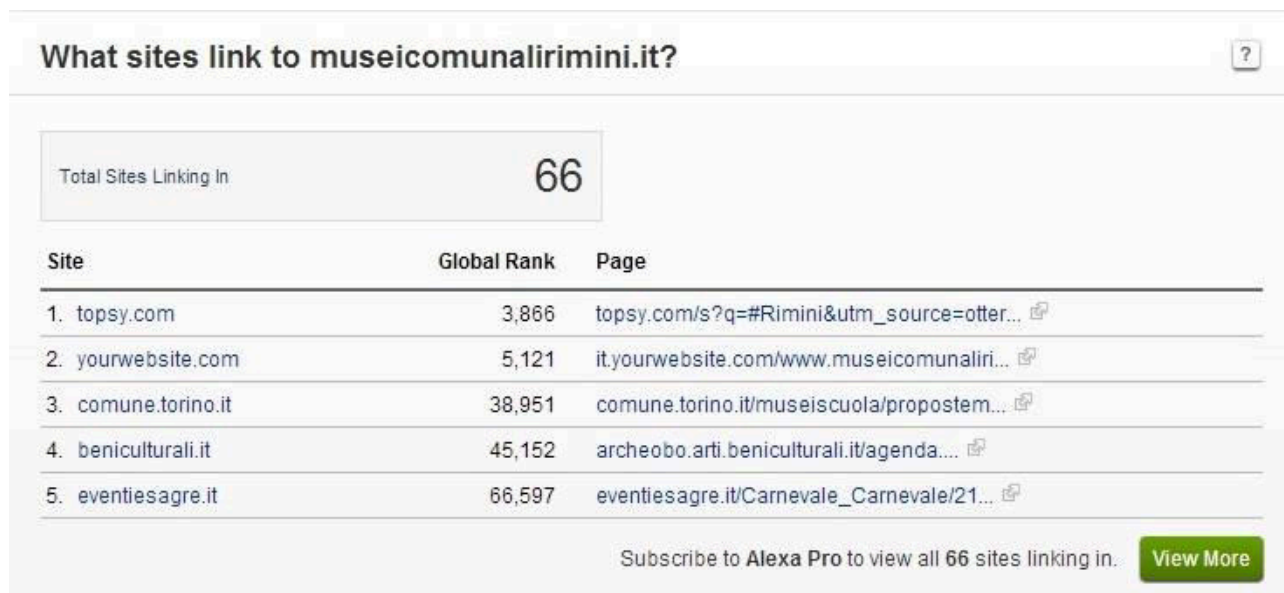 What sites link to museicomunalirimini.it?
?
Total Sites Linking In 66
Site Global Rank Page
1. topsy.com 3,866 topsy.com/s?q=#Rimini&utm_source=otter...
2. yourwebsite.com 5,121 it.yourwebsite.com/www.museicomunaliri...
3. comune.torino.it 38,951 comune.torino.it/museiscuola/propostem...
4. beniculturali.it 45,152 archeobo.arti.beniculturali.it/agenda....
5. eventiesagre.it 66,597 eventiesagre.it/Carnevale_Carnevale/21...
Subscribe to Alexa Pro to view all 66 sites linking in. View More